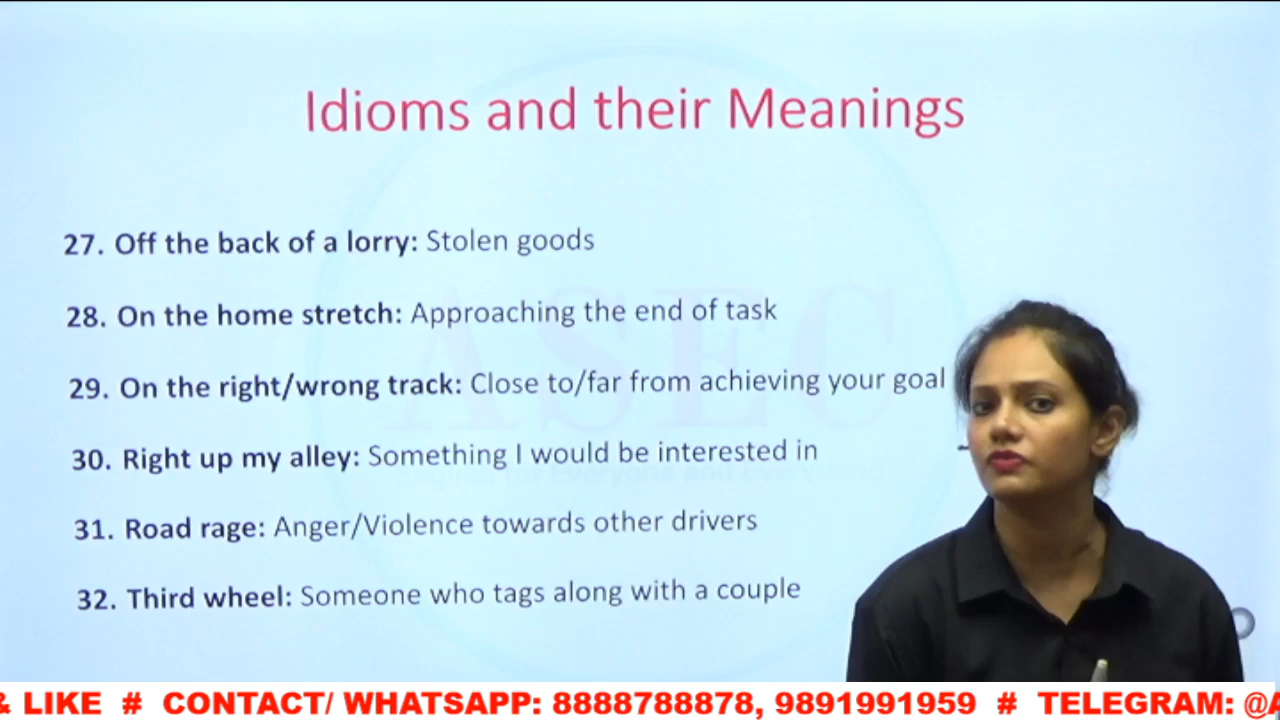 Idioms and their Meanings
27. Off the back of a lorry: Stolen goods
28. On the home stretch: Approaching the end of task
29. On the right/wrong track: Close to/far from achieving your goal
30. Right up my alley: Something I would be interested in
31. Road rage: Anger/Violence towards other drivers
32. Third wheel: Someone who tags along with a couple
ASEC
& LIKE # CONTACT/ WHATSAPP: 8888788878, 9891991959 # TELEGRAM: @A